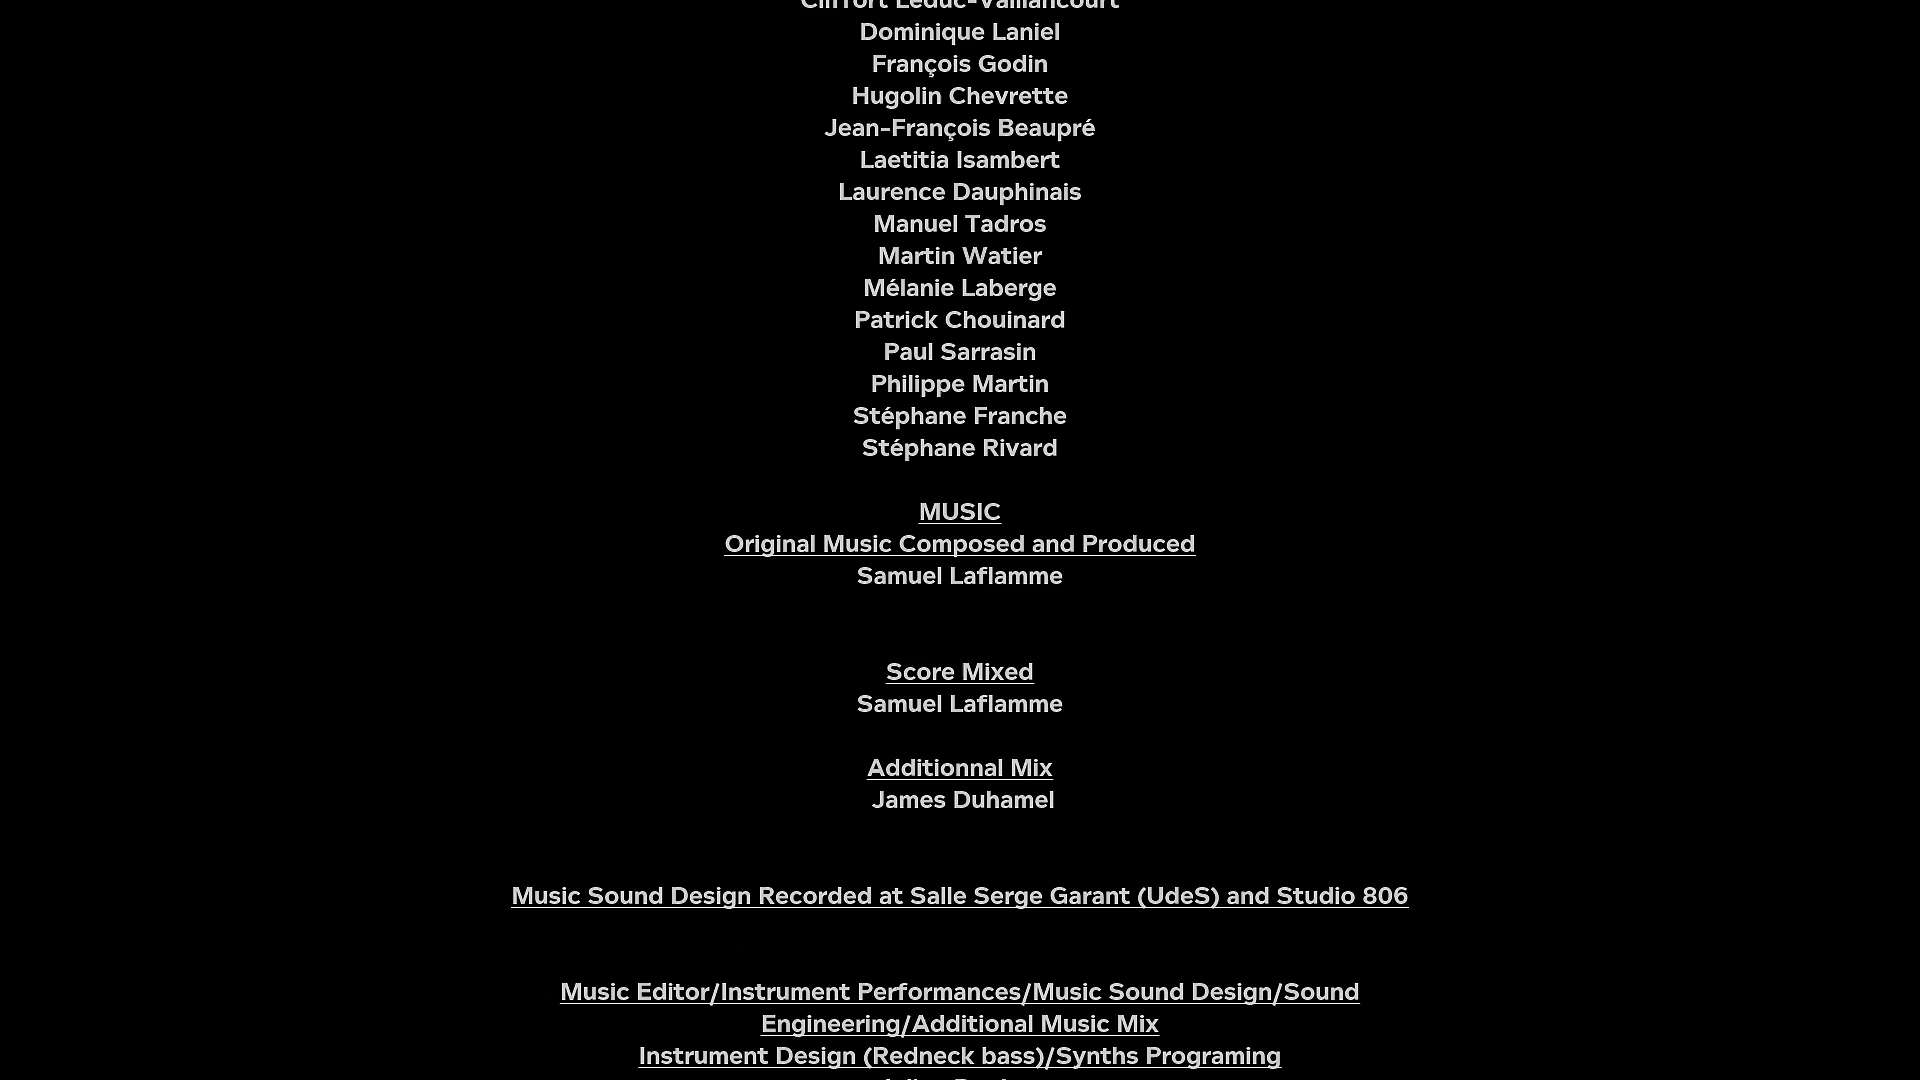 Cliffort Leduc-Vaillancourt
Dominique Laniel
François Godin
Hugolin Chevrette
Jean-François Beaupré
Laetitia Isambert
Laurence Dauphinais
Manuel Tadros
Martin Watier
Mélanie Laberge
Patrick Chouinard
Paul Sarrasin
Philippe Martin
Stéphane Franche
Stéphane Rivard
MUSIC
Original Music Composed and Produced
Samuel Laflamme
Score Mixed
Samuel Laflamme
Additionnal Mix
James Duhamel
Music Sound Design Recorded at Salle Serge Garant (UdeS) and Studio 806
Music Editor/Instrument Performances/Music Sound Design/Sound
Engineering/Additional Music Mix
Instrument Design (Redneck bass)/Synths Programing